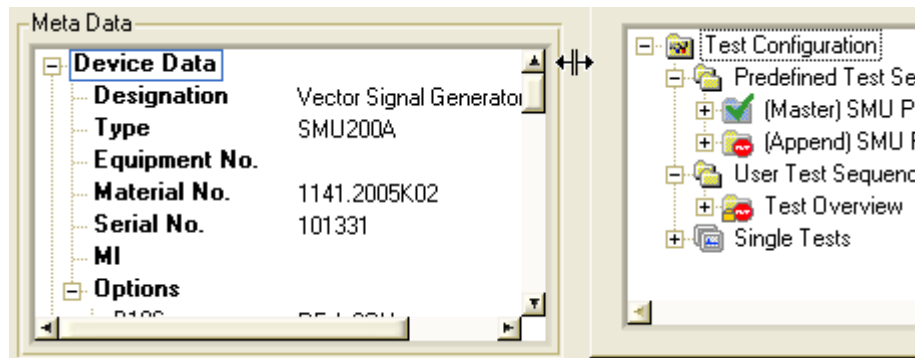 Meta Data
Device Data
Designation Vector Signal Generator
Type SMU200A
Equipment No.
Material No. 1141.2005K02
Serial No. 101331
MI
Options
Test Configuration
Predefined Test Se
(Master) SMU P
(Append) SMU
User Test Sequenc
Test Overview
Single Tests